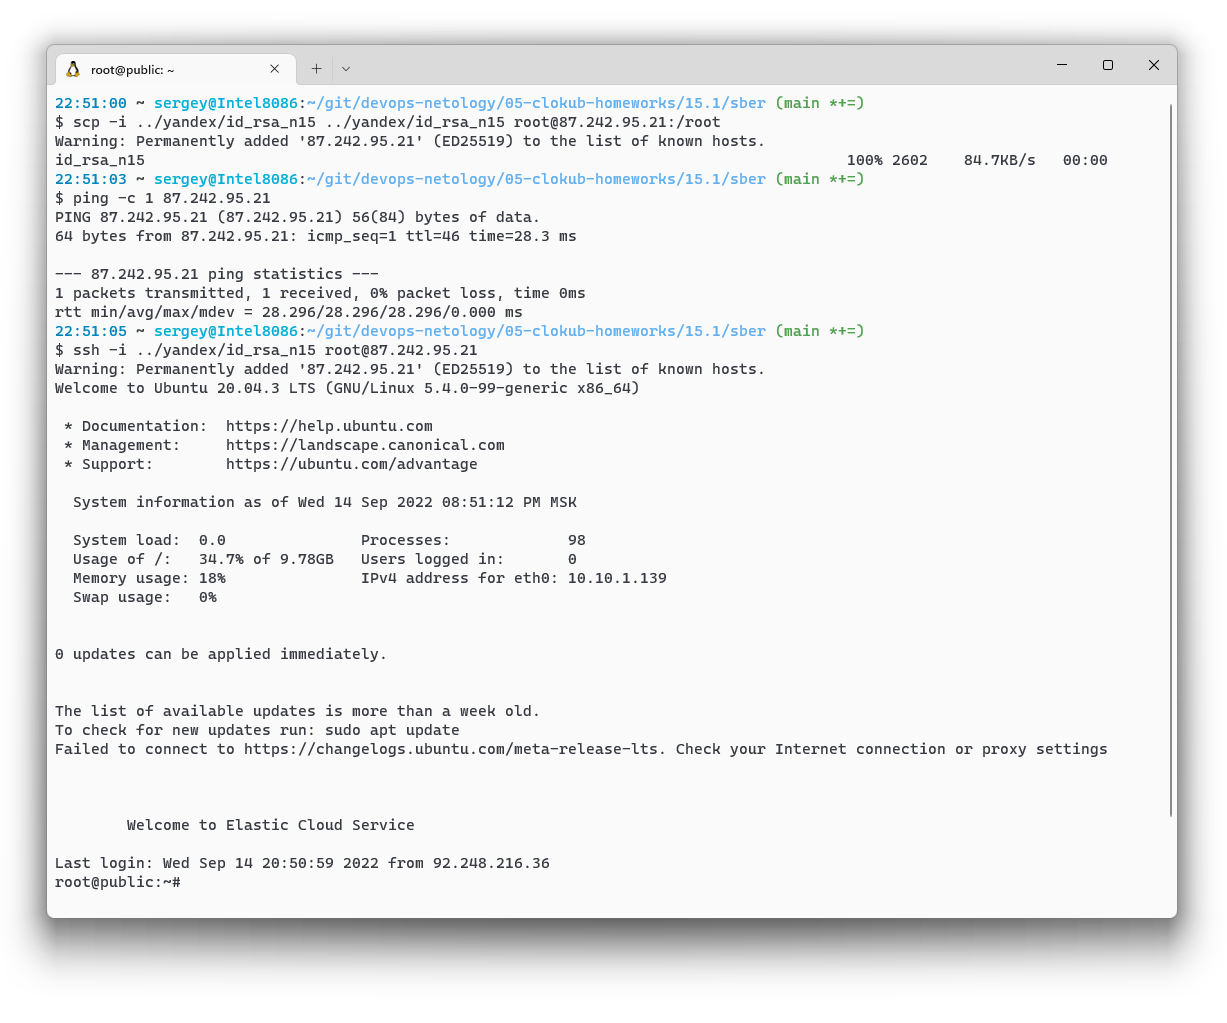 root@public: ~
22:51:00 ~ sergey@Intel8086:~/git/devops-netology/05-clokub-homeworks/15.1/sber (main *+=)
$ scp -i ../yandex/id_rsa_n15 ../yandex/id_rsa_n15 root@87.242.95.21:/root
Warning: Permanently added '87.242.95.21' (ED25519) to the list of known hosts.
id_rsa_n15 100% 2602 84.7KB/s 00:00
22:51:03 ~ sergey@Intel8086:~/git/devops-netology/05-clokub-homeworks/15.1/sber (main *+=)
$ ping -c 1 87.242.95.21
PING 87.242.95.21 (87.242.95.21) 56(84) bytes of data.
64 bytes from 87.242.95.21: icmp_seq=1 ttl=46 time=28.3 ms
--- 87.242.95.21 ping statistics ---
1 packets transmitted, 1 received, 0% packet loss, time 0ms
rtt min/avg/max/mdev = 28.296/28.296/28.296/0.000 ms
22:51:05 ~ sergey@Intel8086:~/git/devops-netology/05-clokub-homeworks/15.1/sber (main *+=)
$ ssh -i ../yandex/id_rsa_n15 root@87.242.95.21
Warning: Permanently added '87.242.95.21' (ED25519) to the list of known hosts.
Welcome to Ubuntu 20.04.3 LTS (GNU/Linux 5.4.0-99-generic x86_64)
* Documentation: https://help.ubuntu.com
* Management: https://landscape.canonical.com
* Support: https://ubuntu.com/advantage
System information as of Wed 14 Sep 2022 08:51:12 PM MSK
System load: 0.0 Processes: 98
Usage of /: 34.7% of 9.78GB Users logged in: 0
Memory usage: 18% IPv4 address for eth0: 10.10.1.139
Swap usage: 0%
0 updates can be applied immediately.
The list of available updates is more than a week old.
To check for new updates run: sudo apt update
Failed to connect to https://changelogs.ubuntu.com/meta-release-lts. Check your Internet connection or proxy settings
Welcome to Elastic Cloud Service
Last login: Wed Sep 14 20:50:59 2022 from 92.248.216.36
root@public:~#